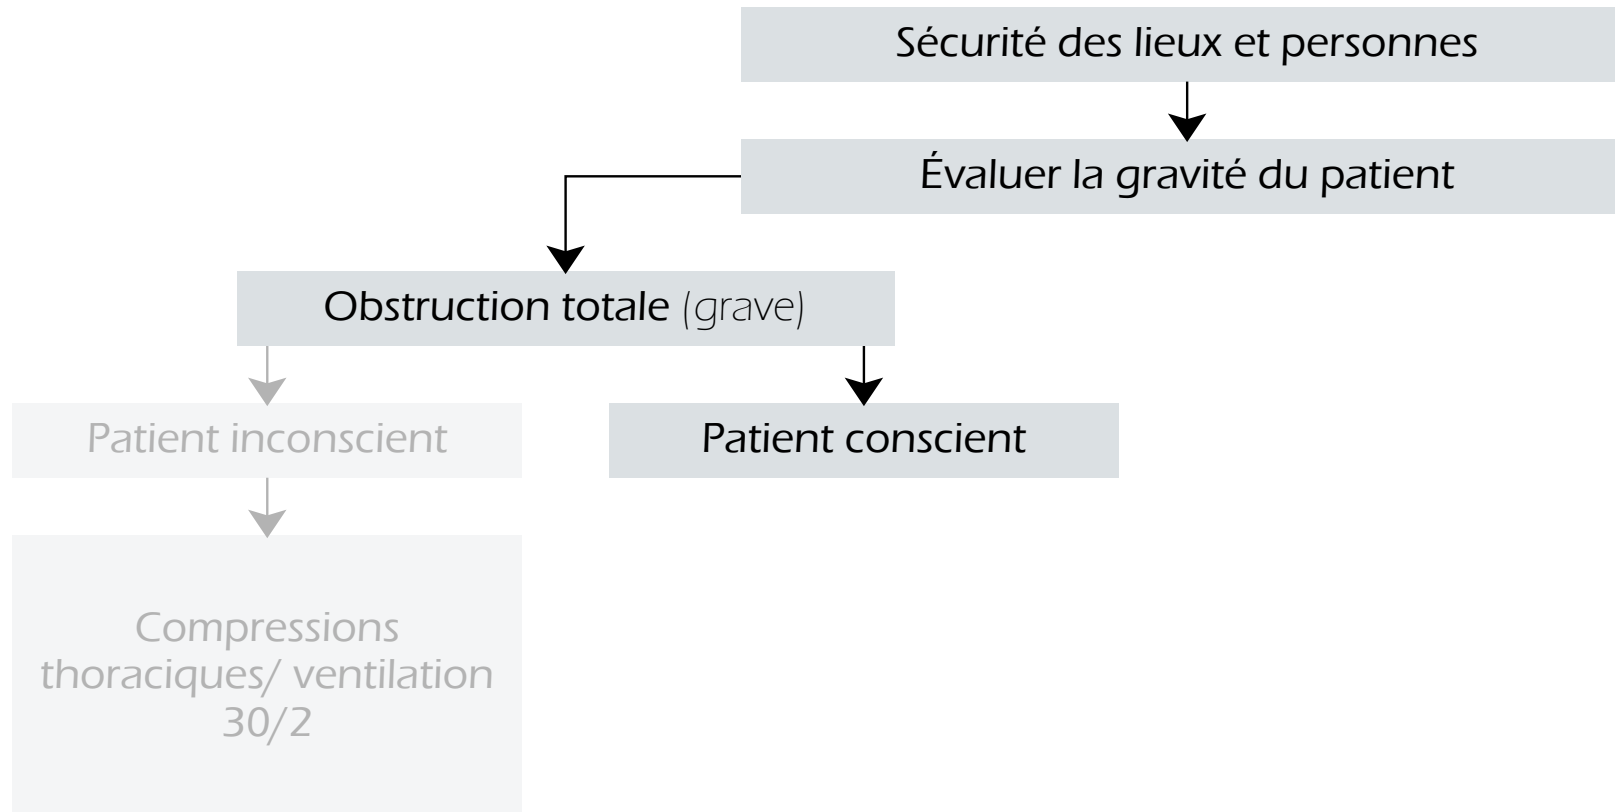 Sécurité des lieux et personnes
Évaluer la gravité du patient
Obstruction totale (grave)
Patient inconscient
Patient conscient
Compressions
thoraciques/ ventilation
30/2